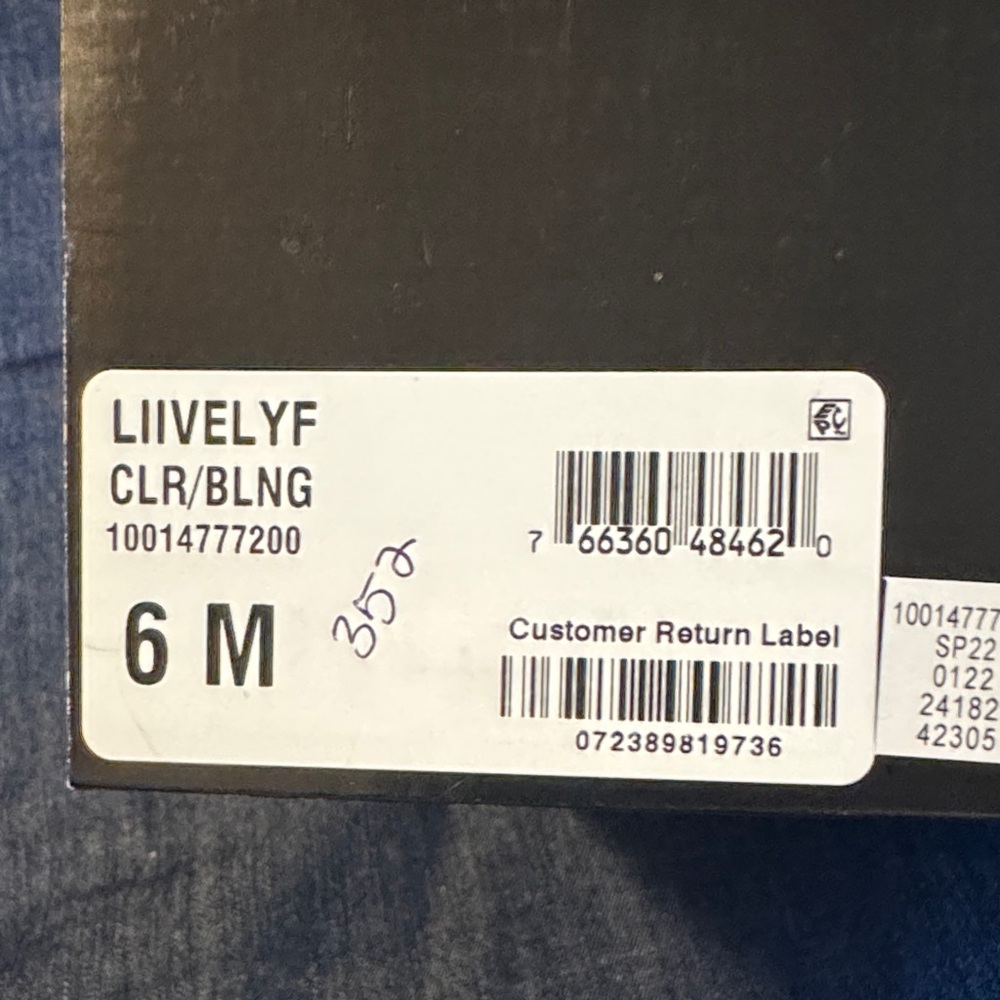 LIIVELYF
CLR/BLNG
10014777200
6 M
352
EPC
7 66360 48462 0
Customer Return Label
072389819736
10014777
SP22
0122
24182
42305